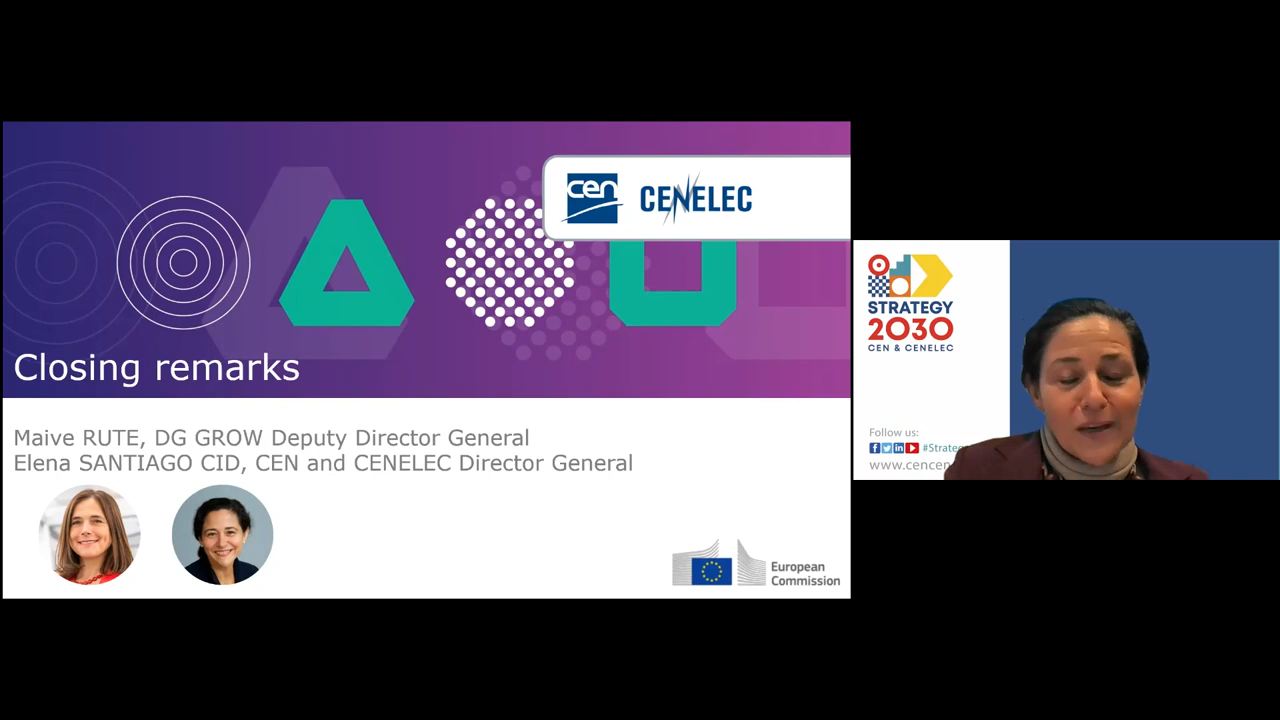 cen
CENELEC
Closing remarks
Maive RUTE, DG GROW Deputy Director General
Elena SANTIAGO CID, CEN and CENELEC Director General
European
Commission
STRATEGY
2030
CEN & CENELEC
Follow us: